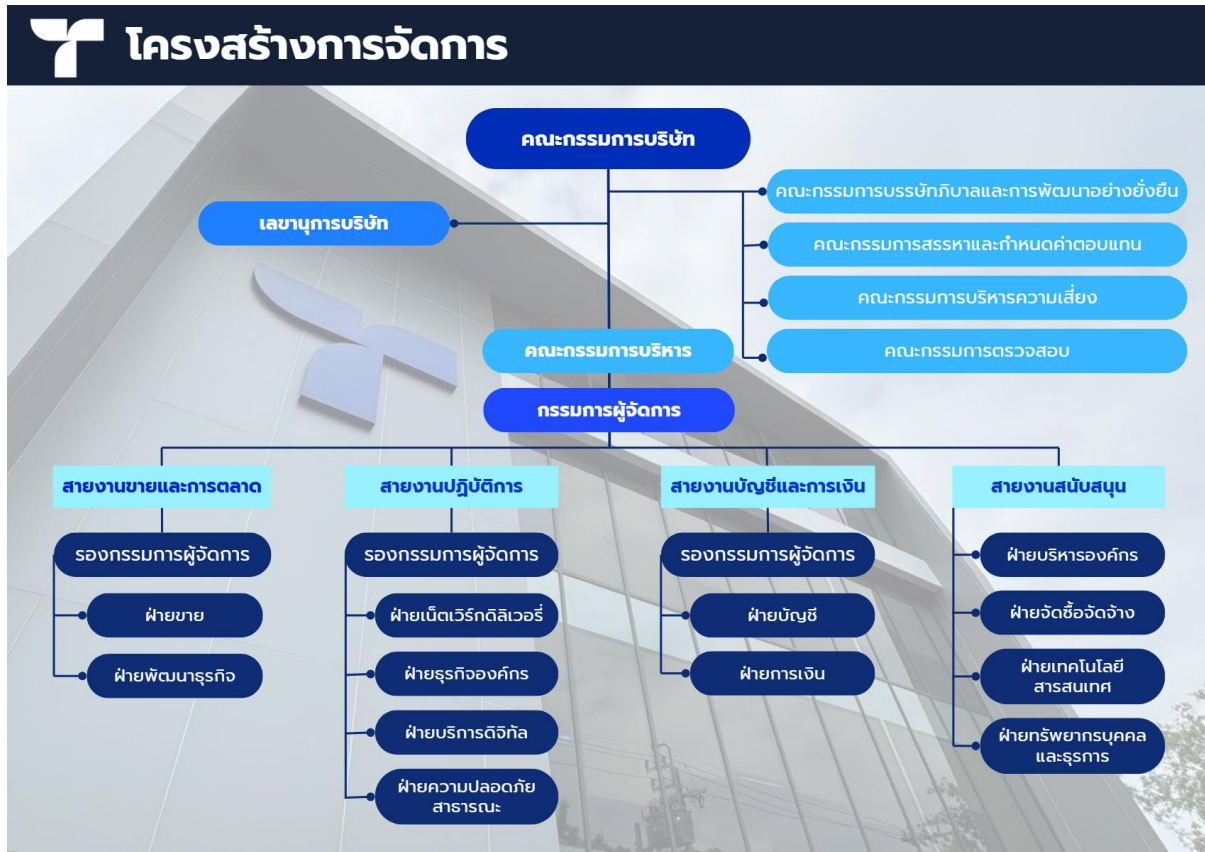 โครงสร้างการจัดการ
คณะกรรมการบริษัท
คณะกรรมการบรรษัทภิบาลและการพัฒนาอย่างยั่งยืน
เลขานุการบริษัท
คณะกรรมการสรรหาและกำหนดค่าตอบแทน
คณะกรรมการบริหารความเสี่ยง
คณะกรรมการบริหาร
คณะกรรมการตรวจสอบ
กรรมการผู้จัดการ
สายงานขายและการตลาด
รองกรรมการผู้จัดการ
ฝ่ายขาย
ฝ่ายพัฒนาธุรกิจ
สายงานปฏิบัติการ
รองกรรมการผู้จัดการ
ฝ่ายเน็ตเวิร์กดิลิเวอรี่
ฝ่ายธุรกิจองค์กร
ฝ่ายบริการดิจิทัล
ฝ่ายความปลอดภัย
สาธารณะ
สายงานบัญชีและการเงิน
รองกรรมการผู้จัดการ
ฝ่ายบัญชี
ฝ่ายการเงิน
สายงานสนับสนุน
ฝ่ายบริหารองค์กร
ฝ่ายจัดซื้อจัดจ้าง
ฝ่ายเทคโนโลยี
สารสนเทศ
ฝ่ายทรัพยากรบุคคล
และธุรการ